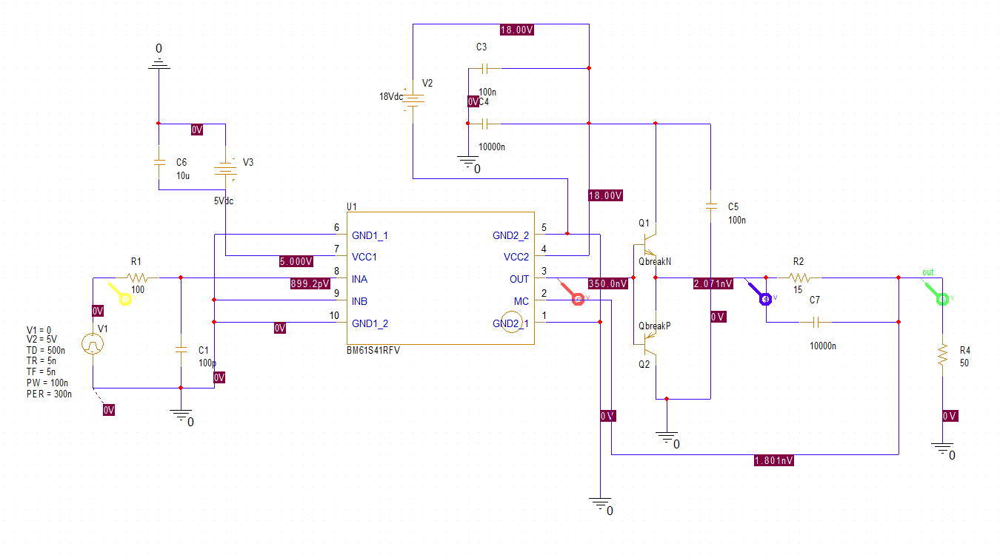 18.00V
C3
0
V2
18Vdc
100n
0V
C4
0V
10000n
C6
10u
V3
0
18.00V
5Vdc
U1
C5
100n
Q1
6
GND1_1
GND2_2
5
7
VCC1
VCC2
4
5.000V
QbreakN
R1
R2
out
8
INA
OUT
3
899.2pV
350.0nV
2.071nV
100
15
V
V
V
9
INB
MC
2
C7
0V
10
GND1_2
GND2_1
1
0V
0V
V1
QbreakP
V1 = 0
V2 = 5V
TD = 500n
TR = 5n
TF = 5n
PW = 100n
PER = 300n
C1
100p
BM61S41RFV
10000n
R4
50
Q2
0V
0V
0V
0V
0
0
0
1.801nV
0